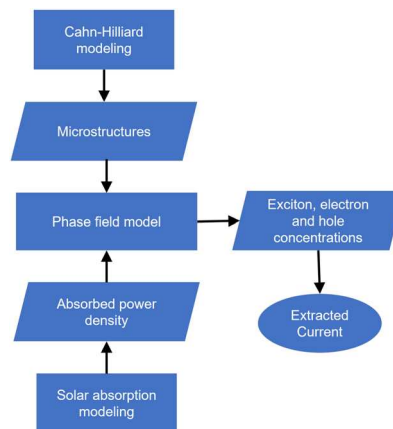 Cahn-Hilliard
modeling
Microstructures
Phase field model
Exciton, electron
and hole
concentrations
Absorbed power
density
Extracted
Current
Solar absorption
modeling